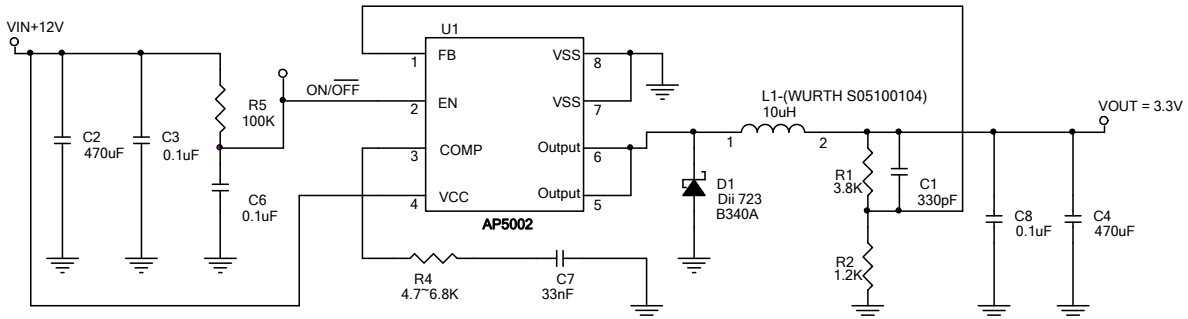 VIN+12V
U1
1 FB
VSS 8
ON/OFF
2 EN
VSS 7
R5
100K
L1-(WURTH S05100104)
10uH
VOUT = 3.3V
C2
470uF
C3
0.1uF
3 COMP
Output 6
1 2
R1
3.8K
C1
330pF
C6
0.1uF
4 VCC
Output 5
D1
Dii 723
B340A
C8
0.1uF
C4
470uF
AP5002
R2
1.2K
R4
4.7~6.8K
C7
33nF